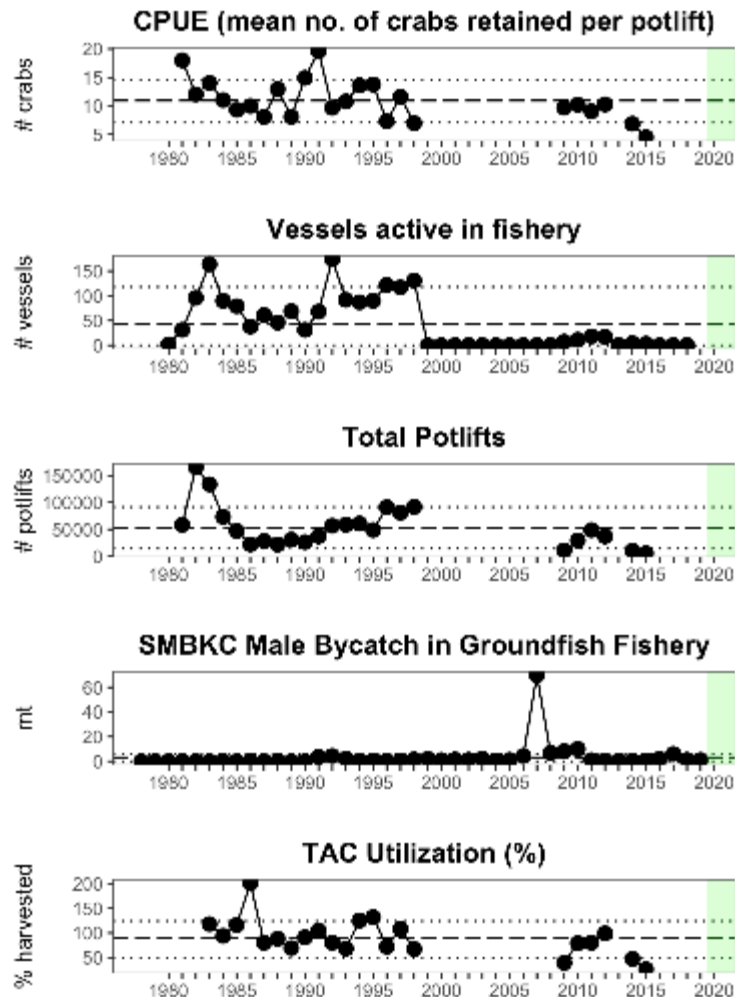 CPUE (mean no. of crabs retained per potlift)
# crabs
20
15
10
5
1980 1985 1990 1995 2000 2005 2010 2015 2020
Vessels active in fishery
# vessels
150
100
50
0
1980 1985 1990 1995 2000 2005 2010 2015 2020
Total Potlifts
# potlifts
150000
100000
50000
0
1980 1985 1990 1995 2000 2005 2010 2015 2020
SMBKC Male Bycatch in Groundfish Fishery
mt
60
40
20
0
1980 1985 1990 1995 2000 2005 2010 2015 2020
TAC Utilization (%)
% harvested
200
150
100
50
1980 1985 1990 1995 2000 2005 2010 2015 2020